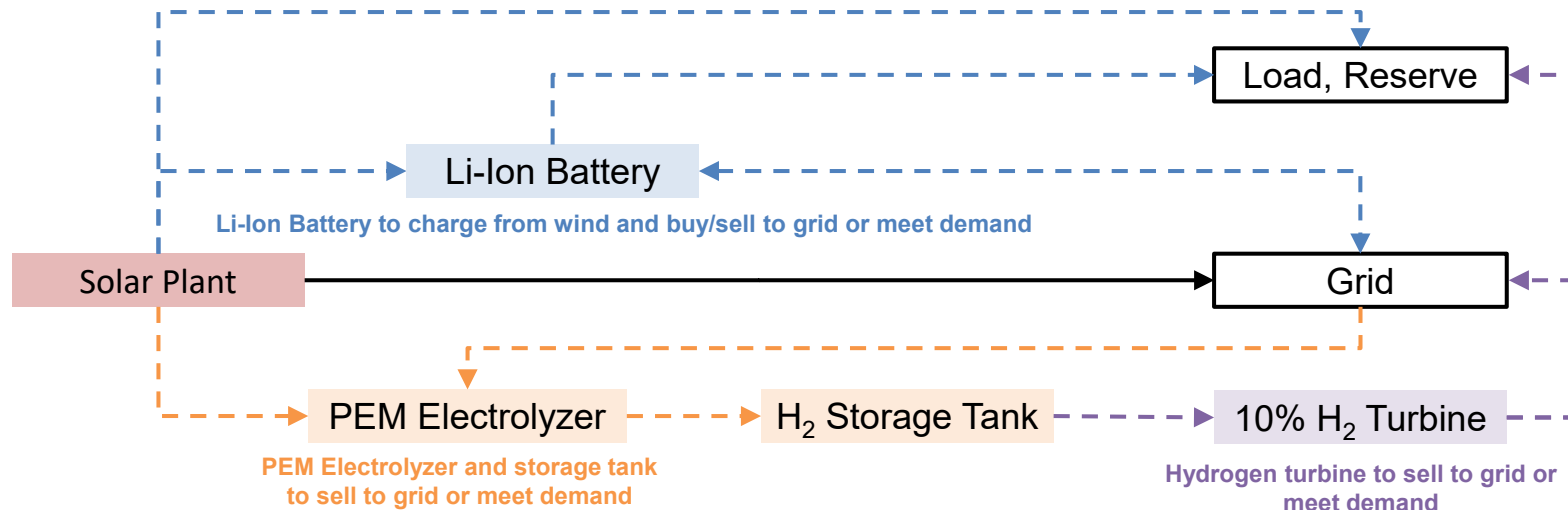 Load, Reserve
Li-Ion Battery
Li-Ion Battery to charge from wind and buy/sell to grid or meet demand
Solar Plant
Grid
PEM Electrolyzer
H₂ Storage Tank
10% H₂ Turbine
PEM Electrolyzer and storage tank
to sell to grid or meet demand
Hydrogen turbine to sell to grid or
meet demand